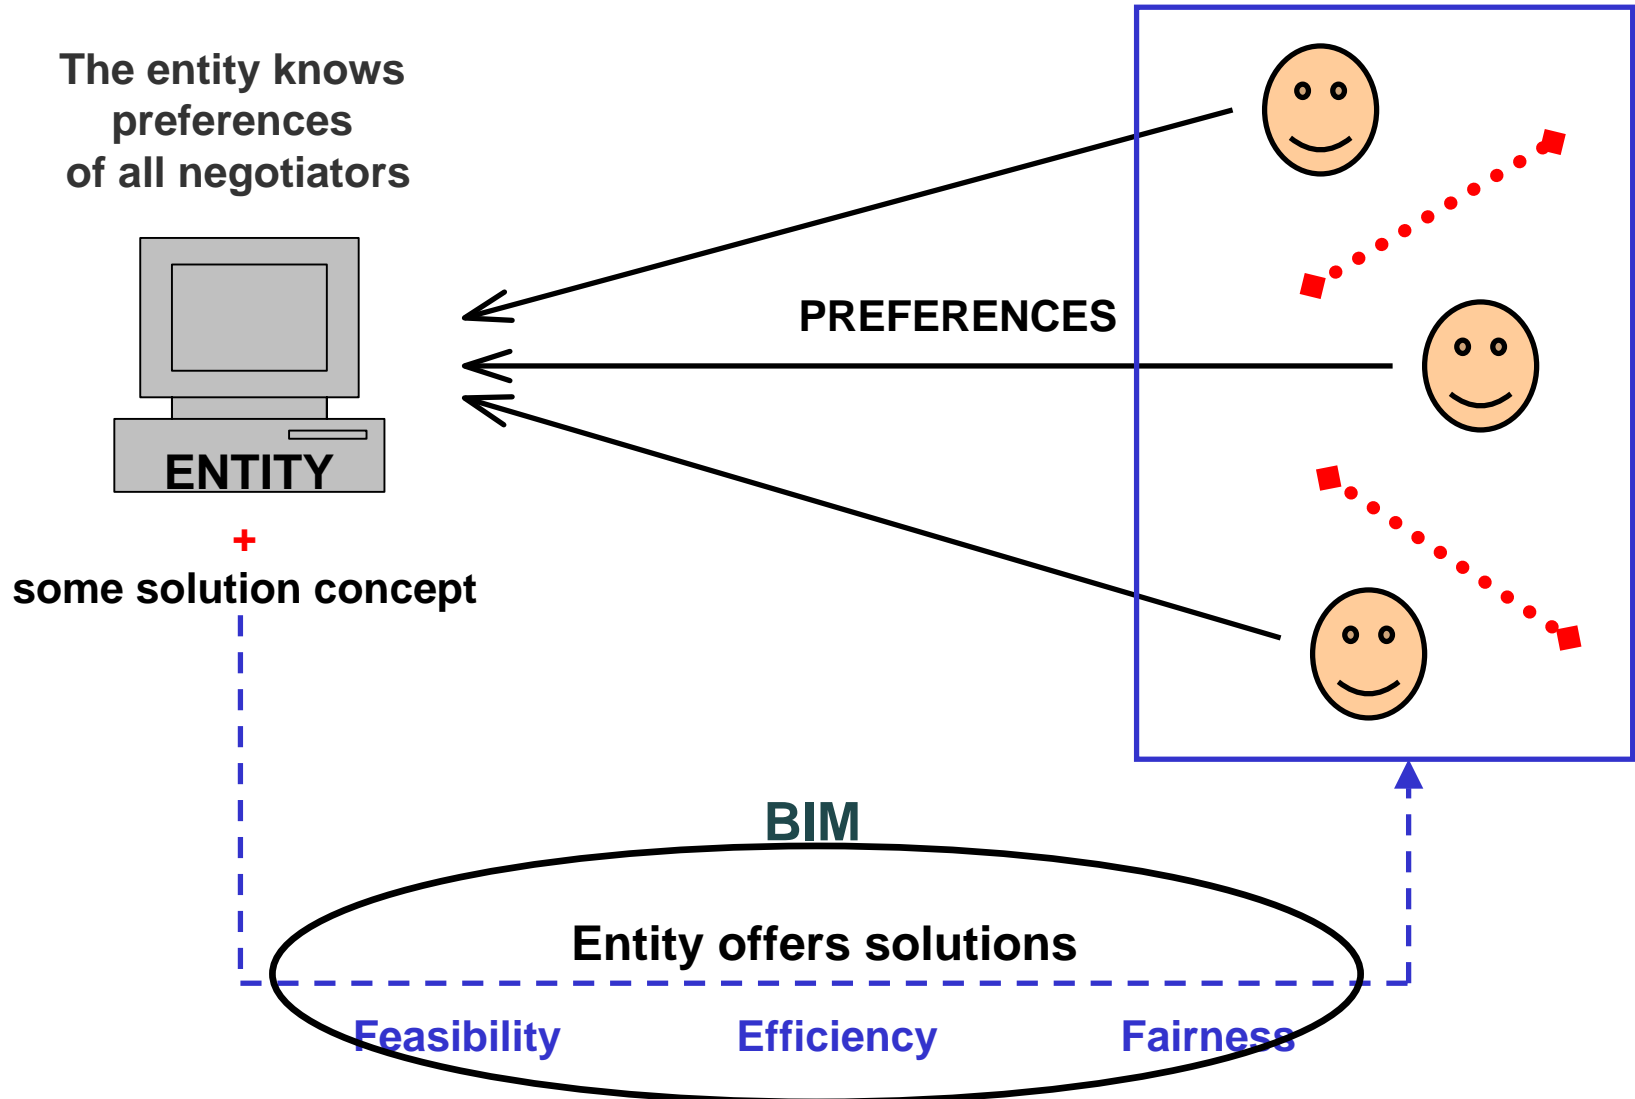 The entity knows
preferences
of all negotiators
PREFERENCES
ENTITY
+
some solution concept
BIM
Entity offers solutions
Feasibility Efficiency Fairness